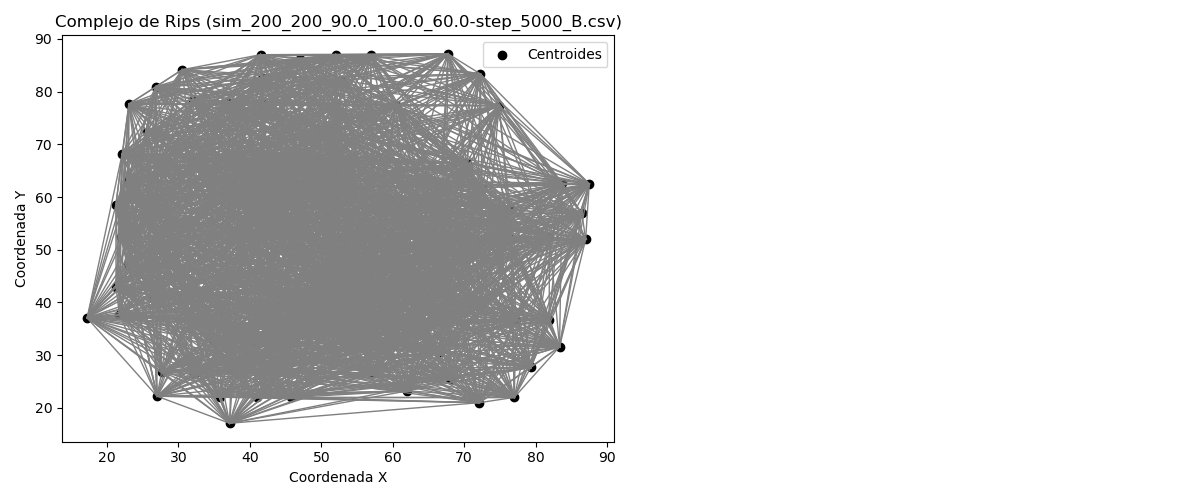 Complejo de Rips (sim_200_200_90.0_100.0_60.0-step_5000_B.csv)
Centroides
90
80
70
60
50
40
30
20
Coordenada Y
20 30 40 50 60 70 80 90
Coordenada X